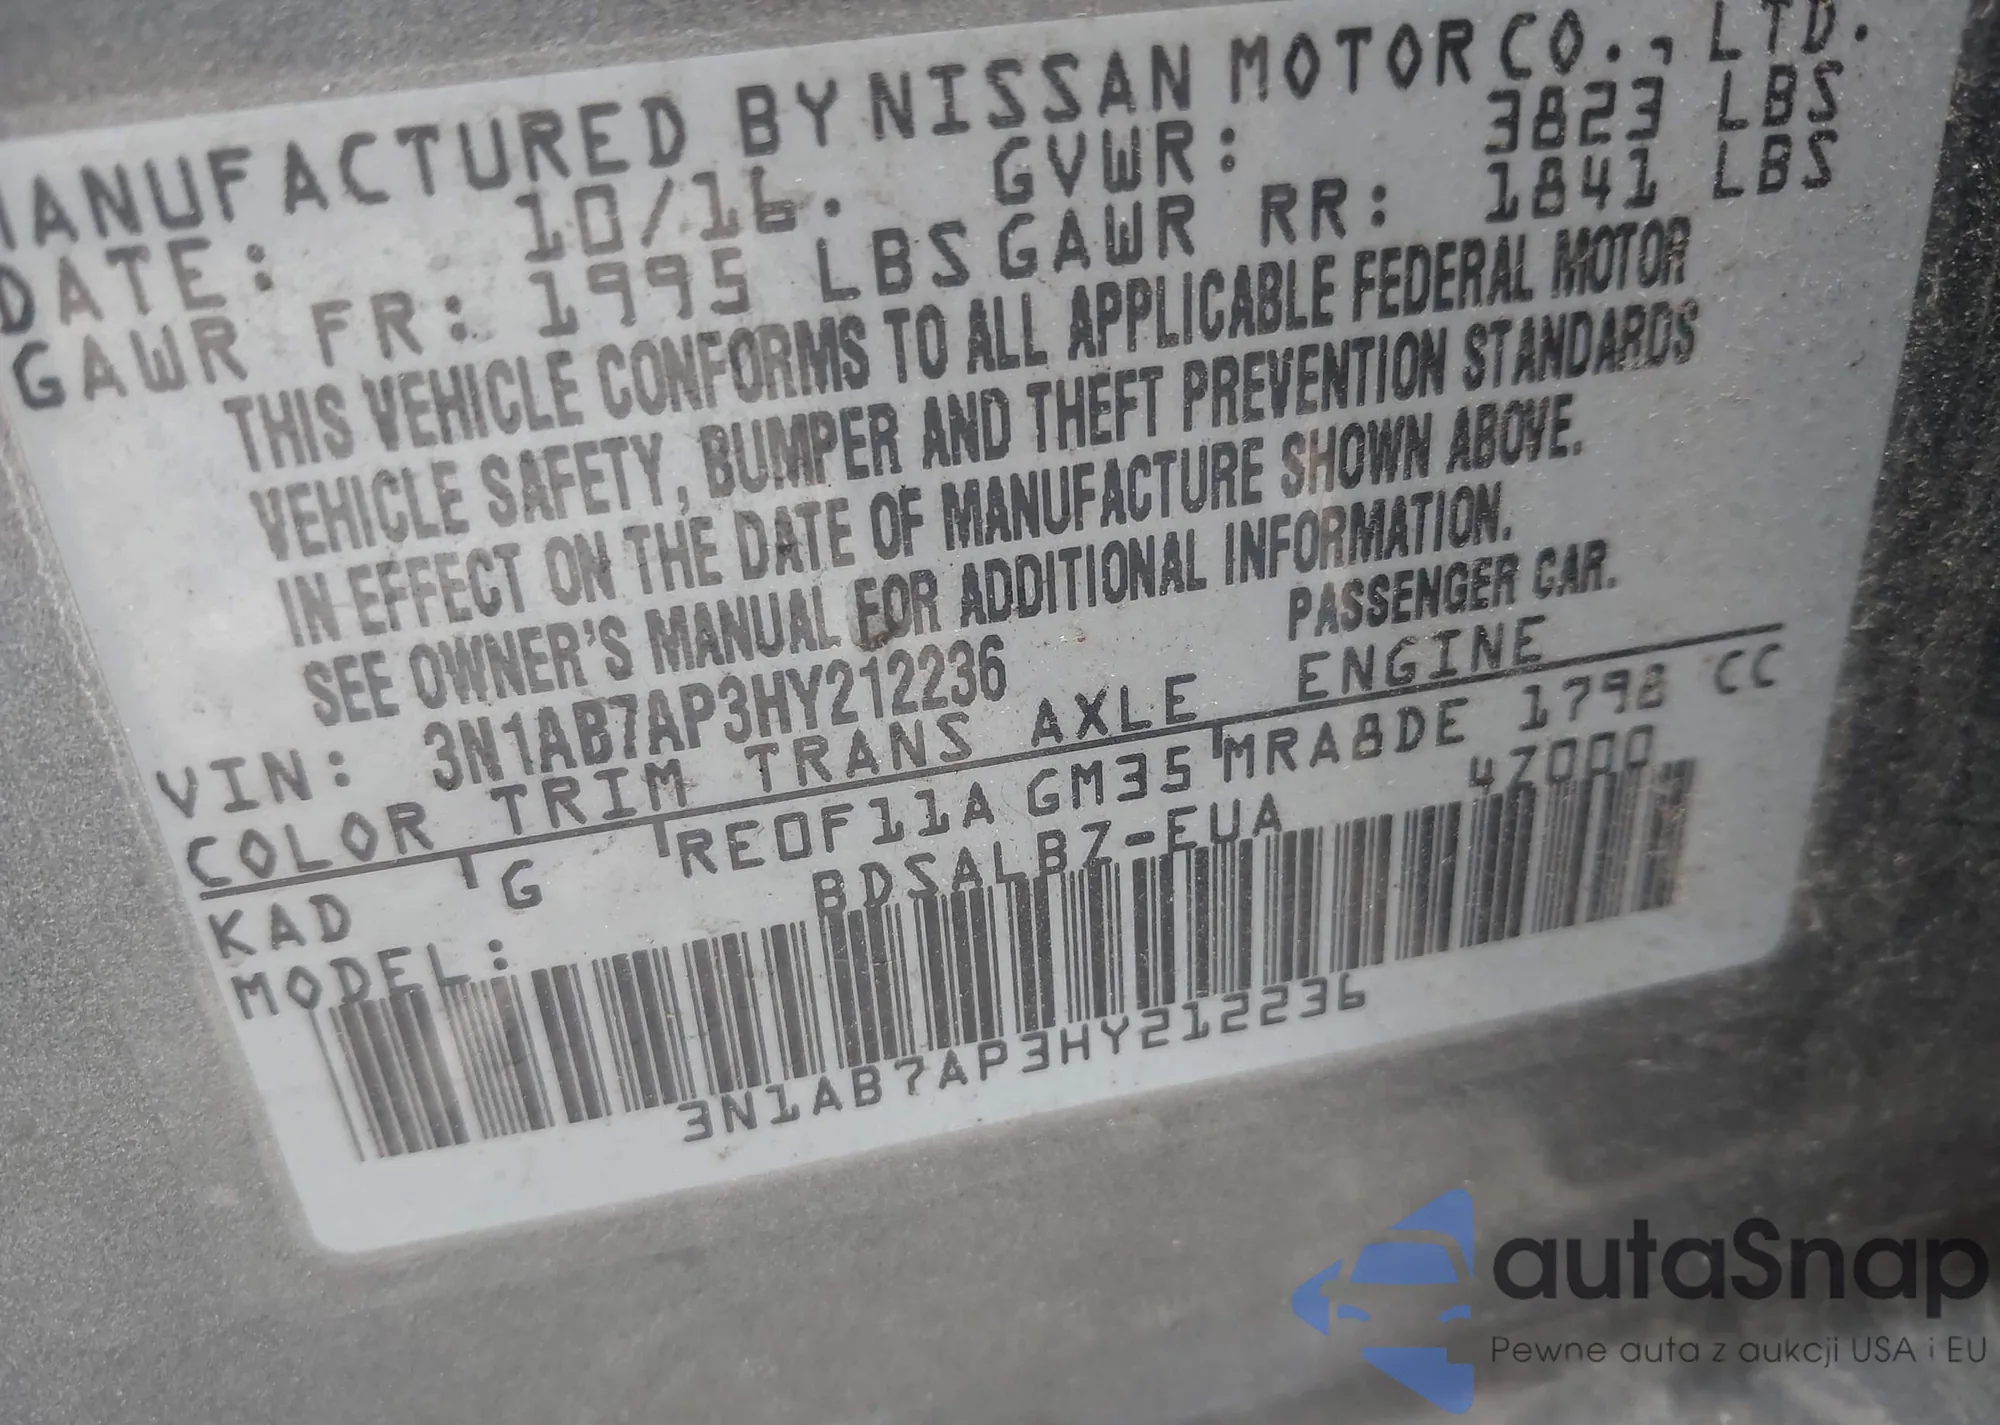 MANUFACTURED BY NISSAN MOTOR CO., LTD.
DATE: 10/16. GVWR: 3823 LBS
GAWR FR: 1995 LBS GAWR RR: 1841 LBS
THIS VEHICLE CONFORMS TO ALL APPLICABLE FEDERAL MOTOR
VEHICLE SAFETY, BUMPER AND THEFT PREVENTION STANDARDS
IN EFFECT ON THE DATE OF MANUFACTURE SHOWN ABOVE.
SEE OWNER'S MANUAL FOR ADDITIONAL INFORMATION.
VIN: 3N1AB7AP3HY212236 PASSENGER CAR.
COLOR TRIM TRANS AXLE ENGINE
KAD G RE0F11A GM35 MRA8DE 1798 CC
MODEL: BDSALBZ-EUA 47000
3N1AB7AP3HY212236
autaSnap
Pewne auta z aukcji USA i EU